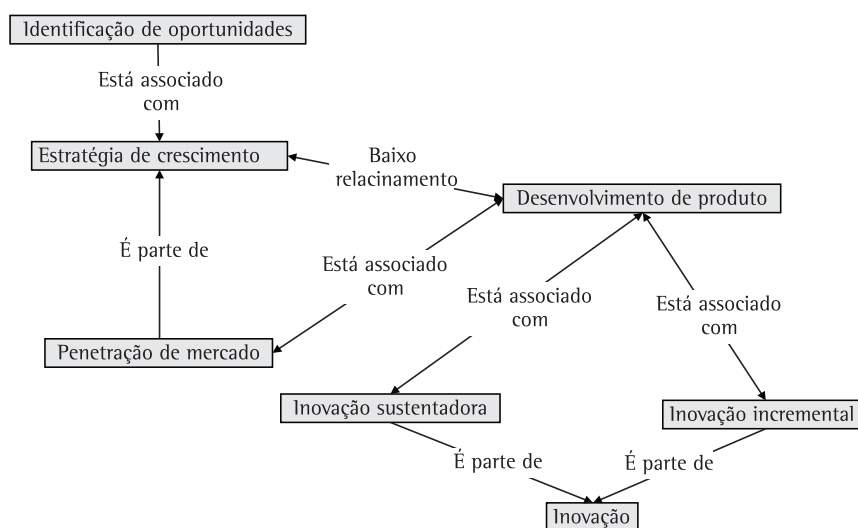 Identificação de oportunidades
Está associado
com
Estratégia de crescimento
Baixo
relacinamento
Desenvolvimento de produto
É parte de
Está associado
com
Está associado
com
Está associado
com
Penetração de mercado
Inovação sustentadora
Inovação incremental
É parte de
É parte de
Inovação